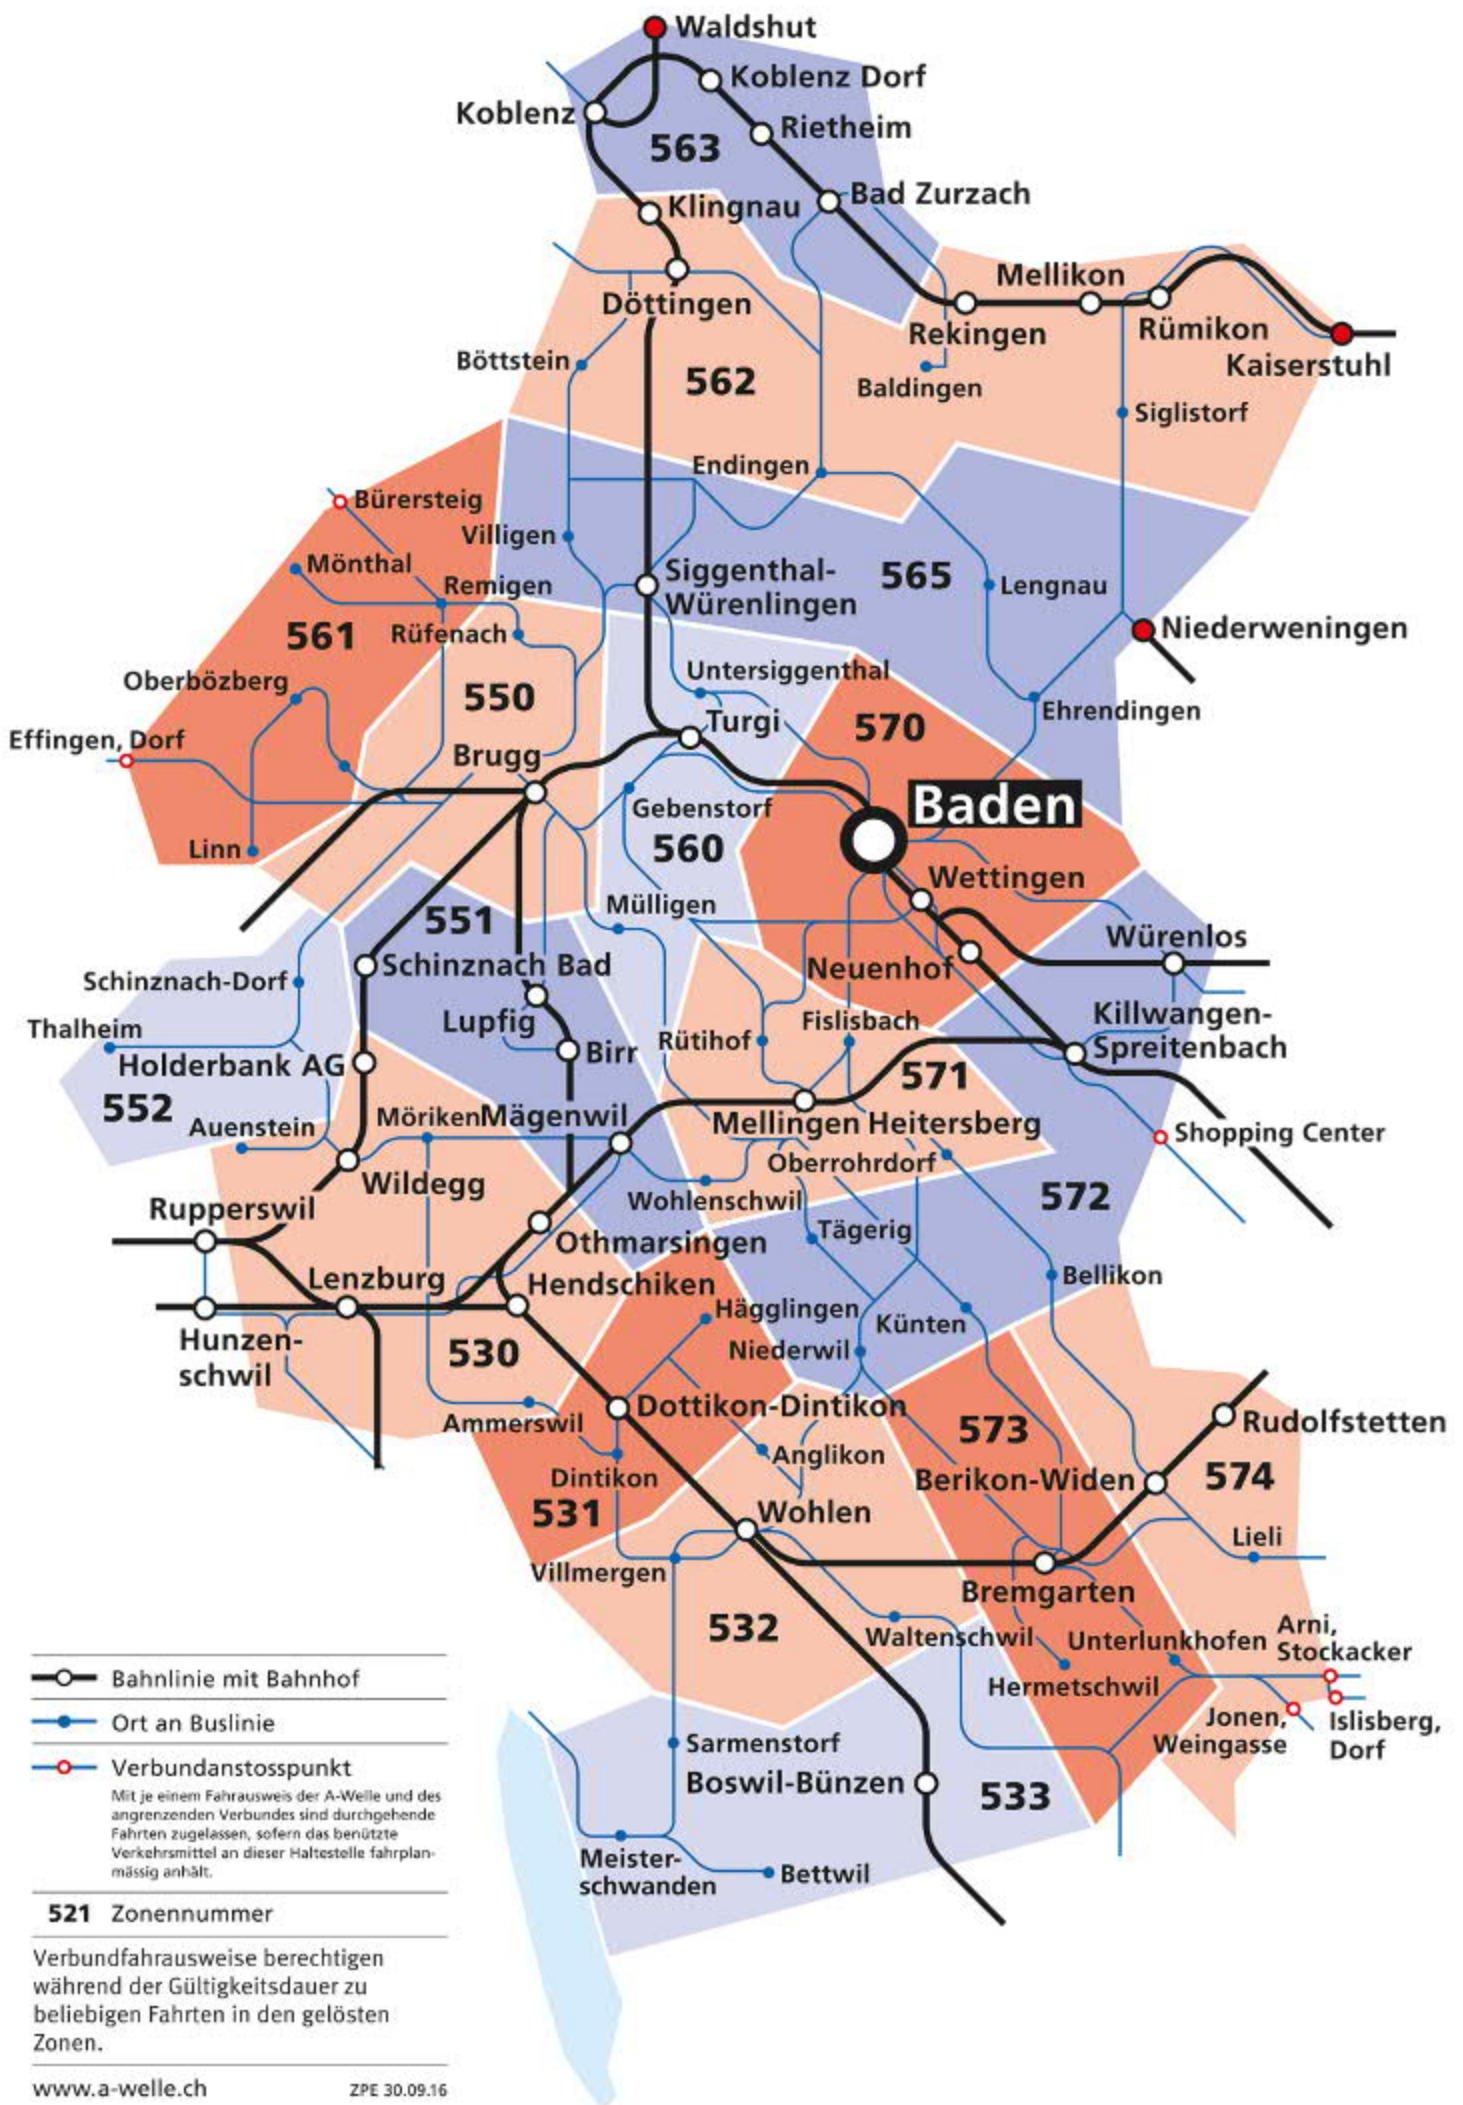 Waldshut
Koblenz Dorf
Koblenz
Rietheim
563
Bad Zurzach
Klingnau
Mellikon
Döttingen
Rekingen
Rümikon
Kaiserstuhl
Böttstein
562
Baldingen
Siglistorf
Endingen
Bürersteig
Villigen
Mönthal
Remigen
Siggenthal-
Würenlingen
565
Lengnau
561
Rüfenach
Niederweningen
Oberbözberg
550
Untersiggenthal
Turgi
570
Ehrendingen
Effingen, Dorf
Brugg
Gebenstorf
Baden
Linn
560
Wettingen
551
Mülligen
Würenlos
Schinznach Bad
Neuenhof
Schinznach-Dorf
Lupfig
Fislisbach
Killwangen-
Spreitenbach
Thalheim
Rütihof
Birr
Holderbank AG
571
552
Auenstein
Möriken
Mägenwil
Mellingen Heitersberg
Shopping Center
Oberrohrdorf
Wildegg
Wohlenschwil
572
Rupperswil
Othmarsingen
Tägerig
Lenzburg
Hendschiken
Bellikon
Hägglingen
Künten
Hunzen-
schwil
530
Niederwil
Ammerswil
Dottikon-Dintikon
573
Rudolfstetten
Anglikon
Dintikon
Berikon-Widen
574
531
Wohlen
Lieli
Villmergen
Bremgarten
532
Waltenschwil
Unterlunkhofen
Arni,
Stockacker
Hermetschwil
Jonen,
Weingasse
Islisberg,
Dorf
Sarmenstorf
Boswil-Bünzen
533
Meister-
schwanden
Bettwil
Bahnlinie mit Bahnhof
Ort an Buslinie
Verbundanstosspunkt
Mit je einem Fahrausweis der A-Welle und des
angrenzenden Verbundes sind durchgehende
Fahrten zugelassen, sofern das benützte
Verkehrsmittel an dieser Haltestelle fahrplan-
mässig anhält.
521 Zonennummer
Verbundfahrausweise berechtigen
während der Gültigkeitsdauer zu
beliebigen Fahrten in den gelösten
Zonen.
www.a-welle.ch ZPE 30.09.16